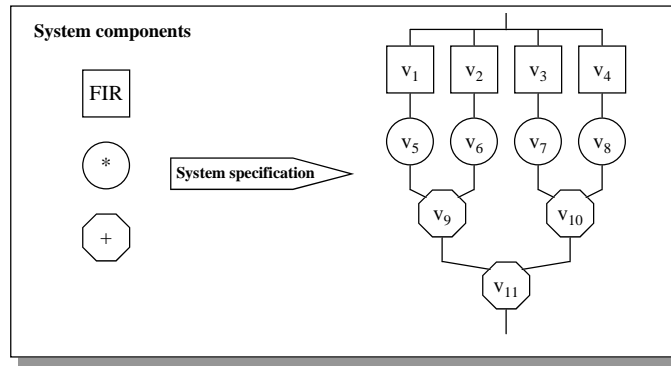 System components
FIR
*
+
System specification
v1 v2 v3 v4
v5 v6 v7 v8
v9 v10
v11